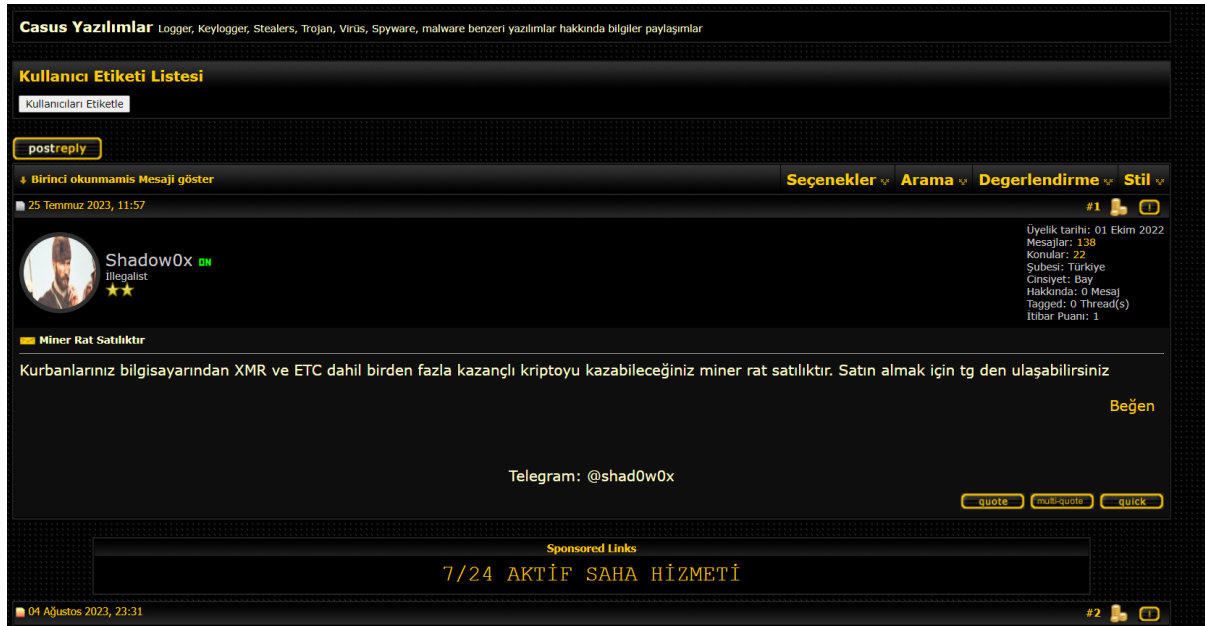 Casus Yazılımlar Logger, Keylogger, Stealers, Trojan, Virüs, Spyware, malware benzeri yazılımlar hakkında bilgiler paylaşımlar
Kullanıcı Etiketi Listesi
Kullanıcıları Etiketle
postreply
Birinci okunmamis Mesaji göster
Seçenekler Arama Degerlendirme Stil
25 Temmuz 2023, 11:57
#1
Shadow0x ON
İllegalist
Üyelik tarihi: 01 Ekim 2022
Mesajlar: 138
Konular: 22
Şubesi: Türkiye
Cinsiyet: Bay
Hakkında: 0 Mesaj
Tagged: 0 Thread(s)
İtibar Puanı: 1
Miner Rat Satılıktır
Kurbanlarınız bilgisayarından XMR ve ETC dahil birden fazla kazançlı kriptoyu kazabileceğiniz miner rat satılıktır. Satın almak için tg den ulaşabilirsiniz
Beğen
Telegram: @shad0w0x
quote multi-quote quick
Sponsored Links
7/24 AKTİF SAHA HİZMETİ
04 Ağustos 2023, 23:31
#2